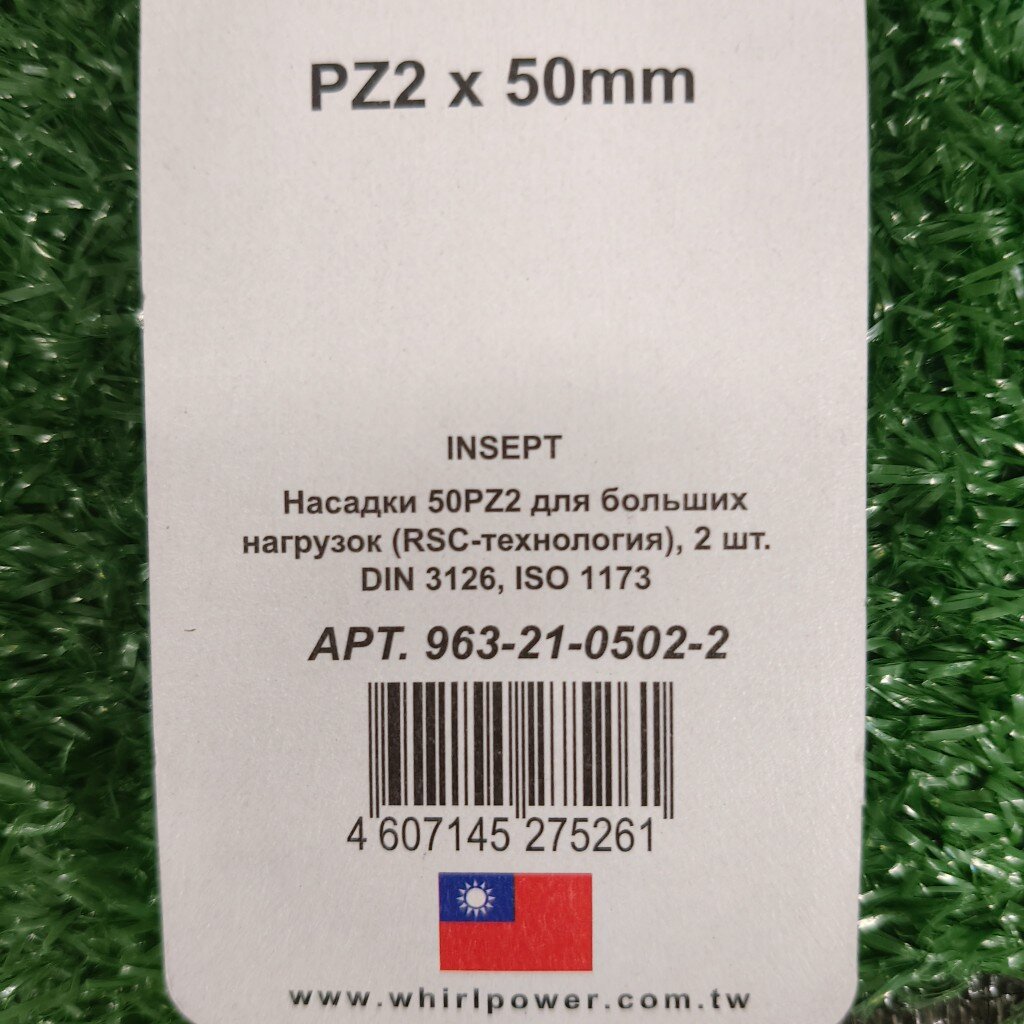 PZ2 x 50mm
INSEPT
Насадки 50PZ2 для больших
нагрузок (RSC-технология), 2 шт.
DIN 3126, ISO 1173
АРТ. 963-21-0502-2
4 607145 275261
www.whirlpower.com.tw